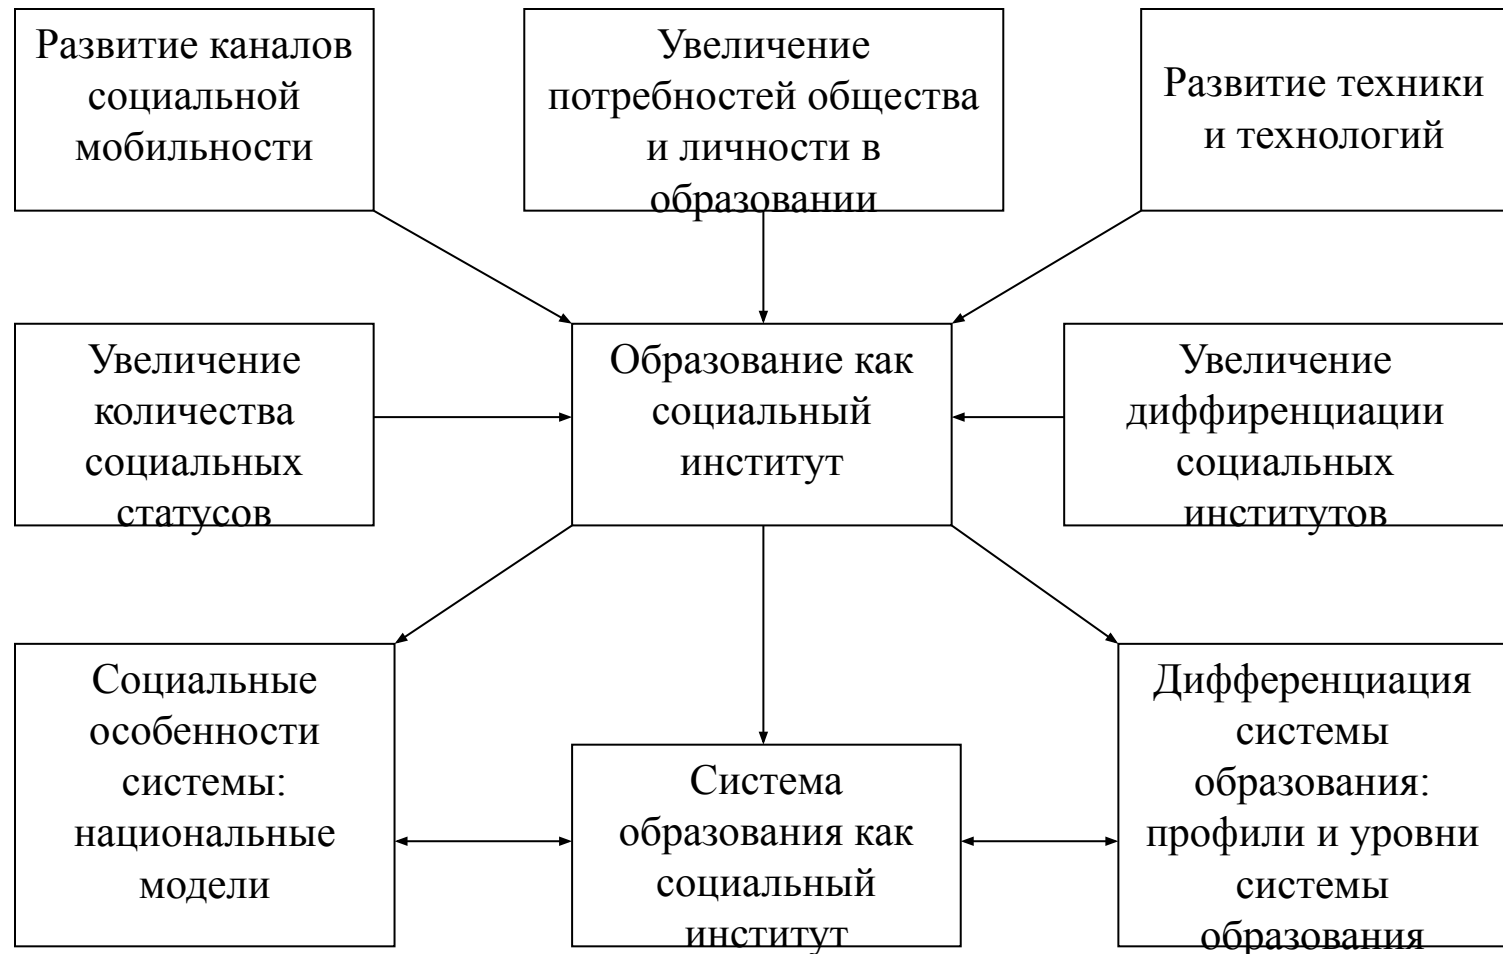 Развитие каналов
социальной
мобильности
Увеличение
потребностей общества
и личности в
образовании
Развитие техники
и технологий
Увеличение
количества
социальных
статусов
Образование как
социальный
институт
Увеличение
диффиренциации
социальных
институтов
Социальные
особенности
системы:
национальные
модели
Система
образования как
социальный
институт
Дифференциация
системы
образования:
профили и уровни
системы
образования